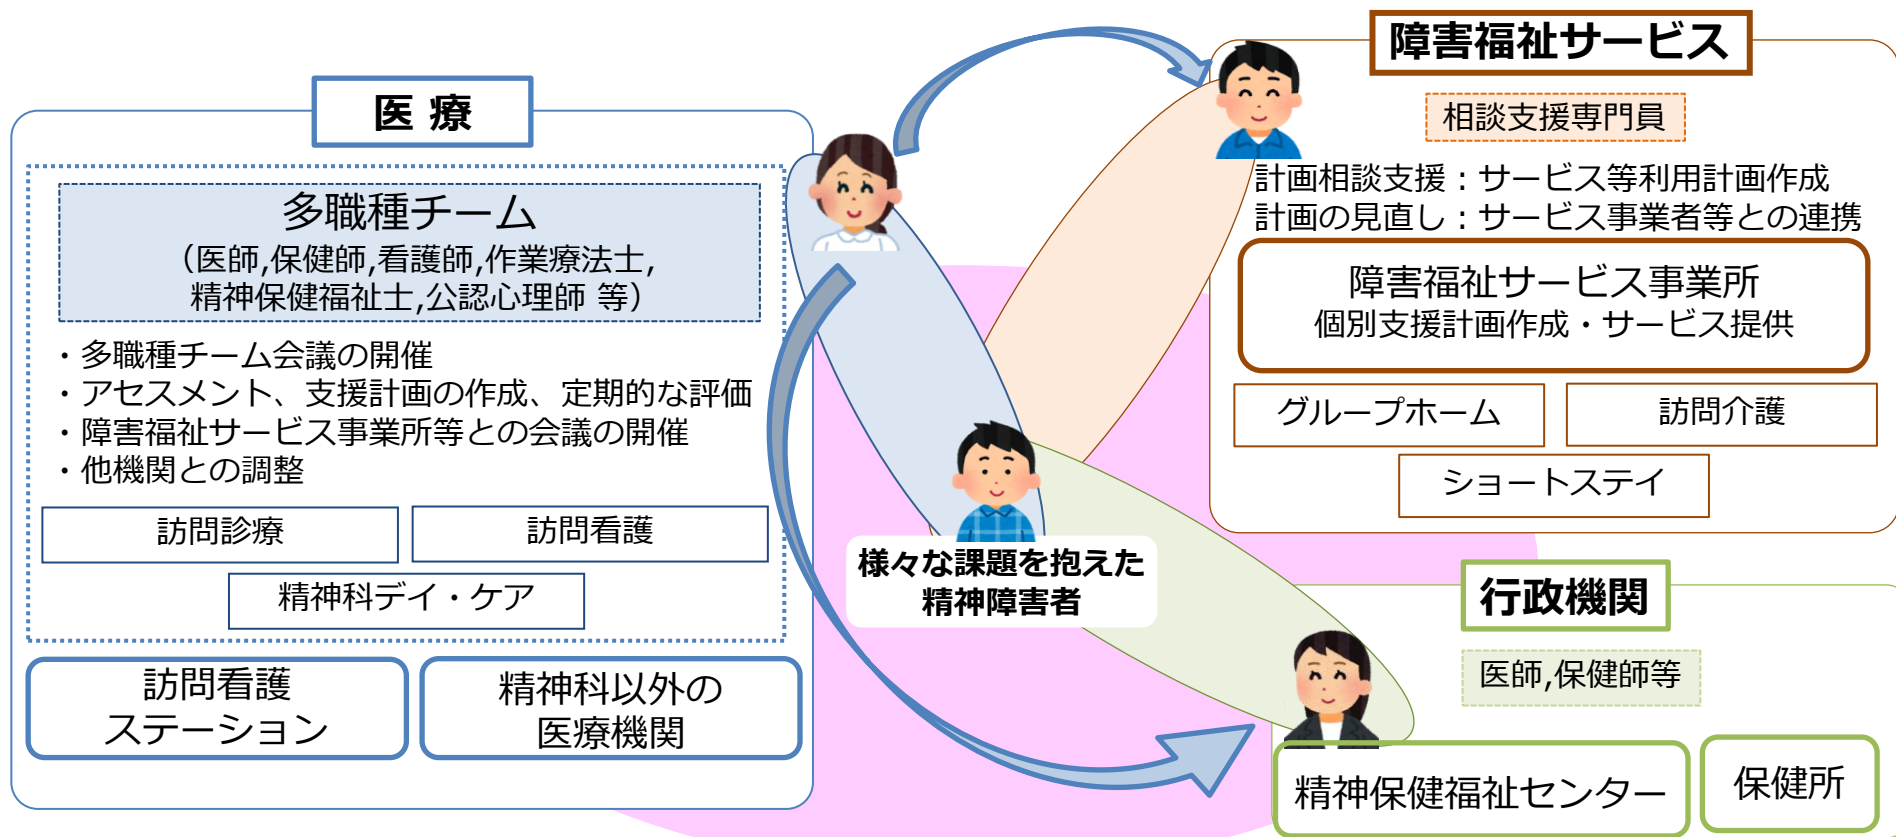 医 療
多職種チーム
（医師,保健師,看護師,作業療法士,
精神保健福祉士,公認心理師 等）
・多職種チーム会議の開催
・アセスメント、支援計画の作成、定期的な評価
・障害福祉サービス事業所等との会議の開催
・他機関との調整
訪問診療
訪問看護
精神科デイ・ケア
訪問看護
ステーション
精神科以外の
医療機関
様々な課題を抱えた
精神障害者
障害福祉サービス
相談支援専門員
計画相談支援：サービス等利用計画作成
計画の見直し：サービス事業者等との連携
障害福祉サービス事業所
個別支援計画作成・サービス提供
グループホーム
訪問介護
ショートステイ
行政機関
医師,保健師等
精神保健福祉センター
保健所